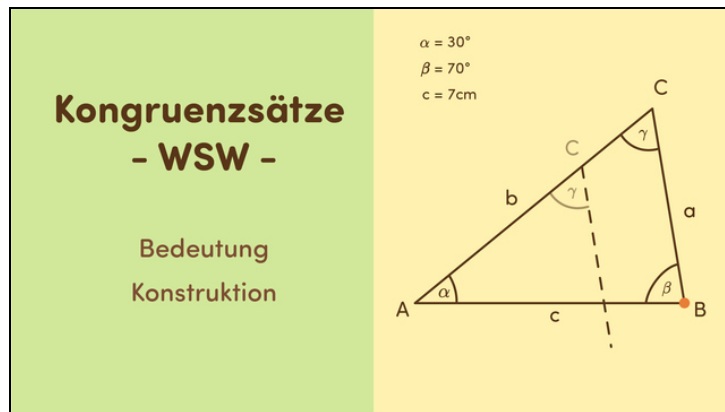 Kongruenzsätze
- WSW -
Bedeutung
Konstruktion
α = 30°
β = 70°
c = 7cm
C
γ
C
γ
b
a
α
β
A
B
c